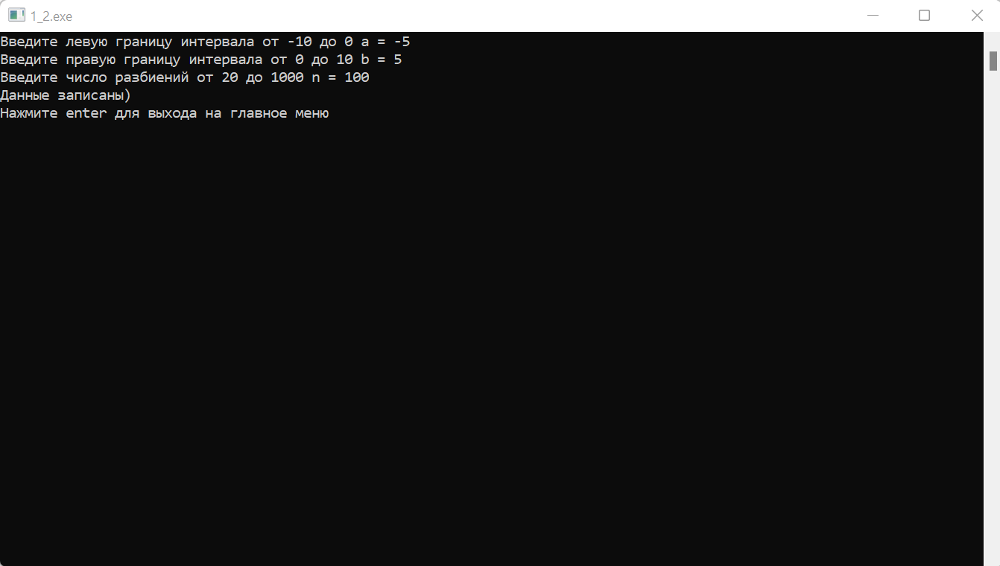 1_2.exe
Введите левую границу интервала от -10 до 0 a = -5
Введите правую границу интервала от 0 до 10 b = 5
Введите число разбиений от 20 до 1000 n = 100
Данные записаны)
Нажмите enter для выхода на главное меню